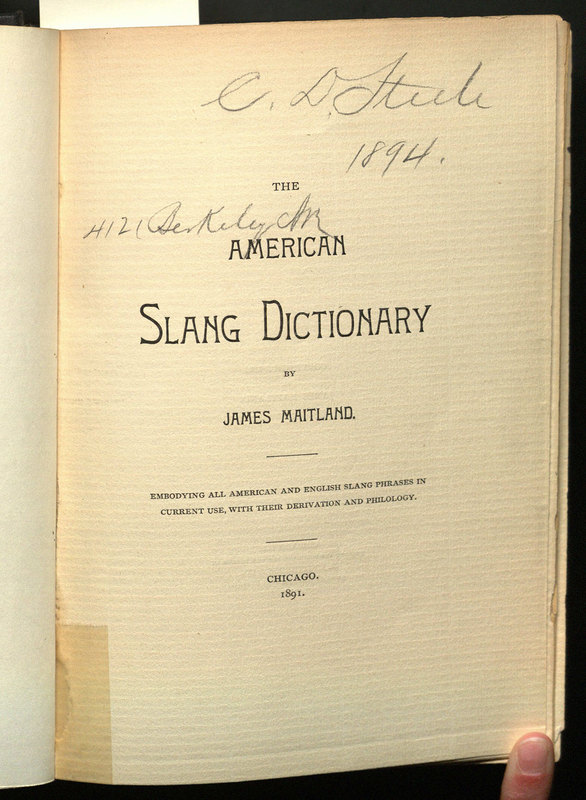 C. D. Steele
1894.
THE
4121 Berkeley Av
AMERICAN
SLANG DICTIONARY
BY
JAMES MAITLAND.
EMBODYING ALL AMERICAN AND ENGLISH SLANG PHRASES IN
CURRENT USE, WITH THEIR DERIVATION AND PHILOLOGY.
CHICAGO.
1891.